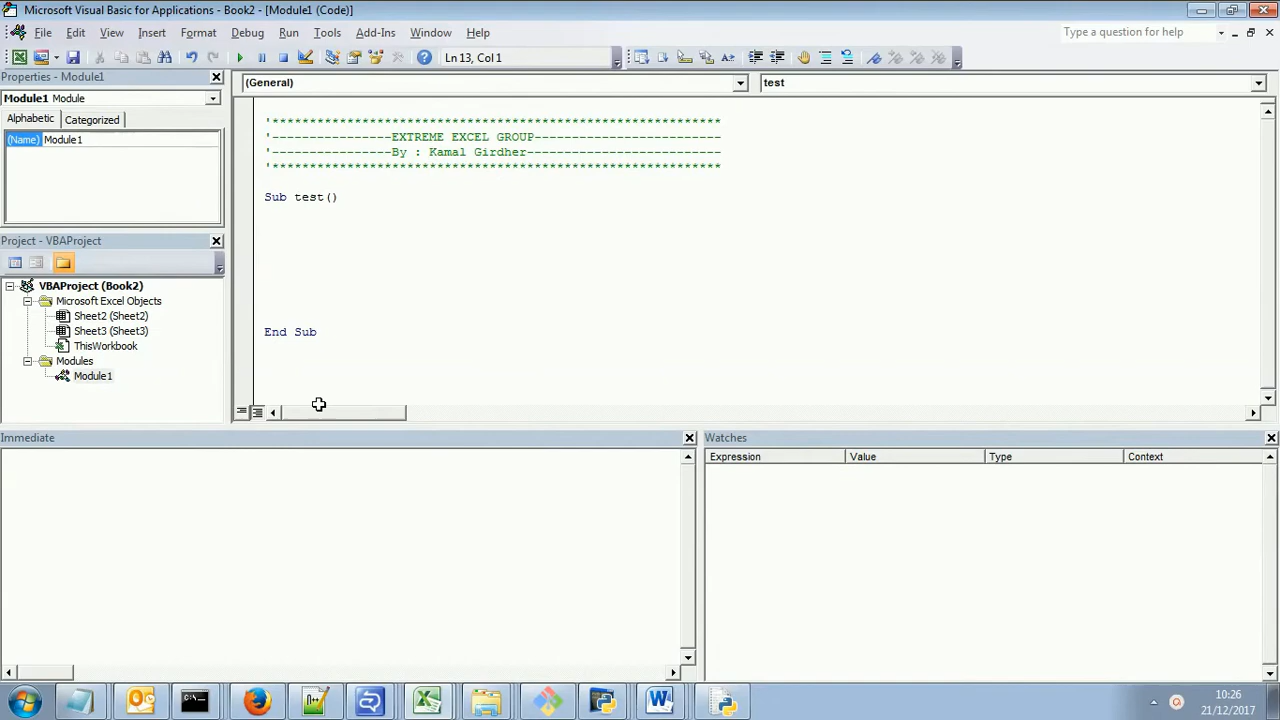 Microsoft Visual Basic for Applications - Book2 - [Module1 (Code)]
File Edit View Insert Format Debug Run Tools Add-Ins Window Help
Type a question for help
Ln 13, Col 1
Properties - Module1
Module1 Module
Alphabetic Categorized
(Name) Module1
(General)
test
'************************************************************
'----------------EXTREME EXCEL GROUP-------------------------
'----------------By : Kamal Girdher--------------------------
'************************************************************
Sub test()
End Sub
Project - VBAProject
VBAProject (Book2)
Microsoft Excel Objects
Sheet2 (Sheet2)
Sheet3 (Sheet3)
ThisWorkbook
Modules
Module1
Immediate
Watches
Expression Value Type Context
10:26
21/12/2017